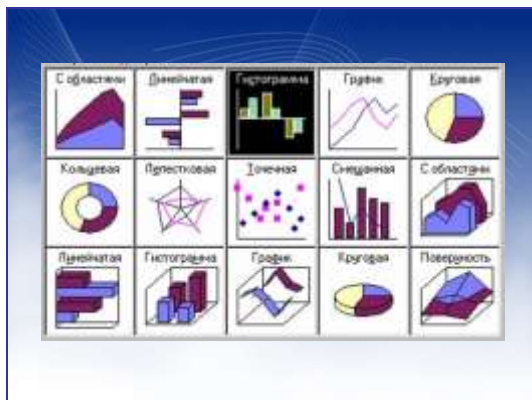 С областями Линейчатая Гистограмма График Круговая
Кольцевая Лепестковая Точечная Смешанная С областями
Линейчатая Гистограмма График Круговая Поверхность